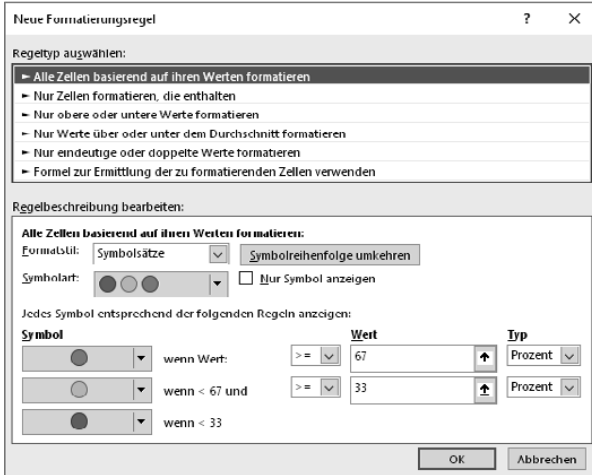 Neue Formatierungsregel ? ×
Regeltyp auswählen:
► Alle Zellen basierend auf ihren Werten formatieren
► Nur Zellen formatieren, die enthalten
► Nur obere oder untere Werte formatieren
► Nur Werte über oder unter dem Durchschnitt formatieren
► Nur eindeutige oder doppelte Werte formatieren
► Formel zur Ermittlung der zu formatierenden Zellen verwenden
Regelbeschreibung bearbeiten:
Alle Zellen basierend auf ihren Werten formatieren:
Formatstil: Symbolsätze Symbolreihenfolge umkehren
Symbolart: Nur Symbol anzeigen
Jedes Symbol entsprechend der folgenden Regeln anzeigen:
Symbol Wert Typ
wenn Wert: >= 67 Prozent
wenn < 67 und >= 33 Prozent
wenn < 33
OK Abbrechen